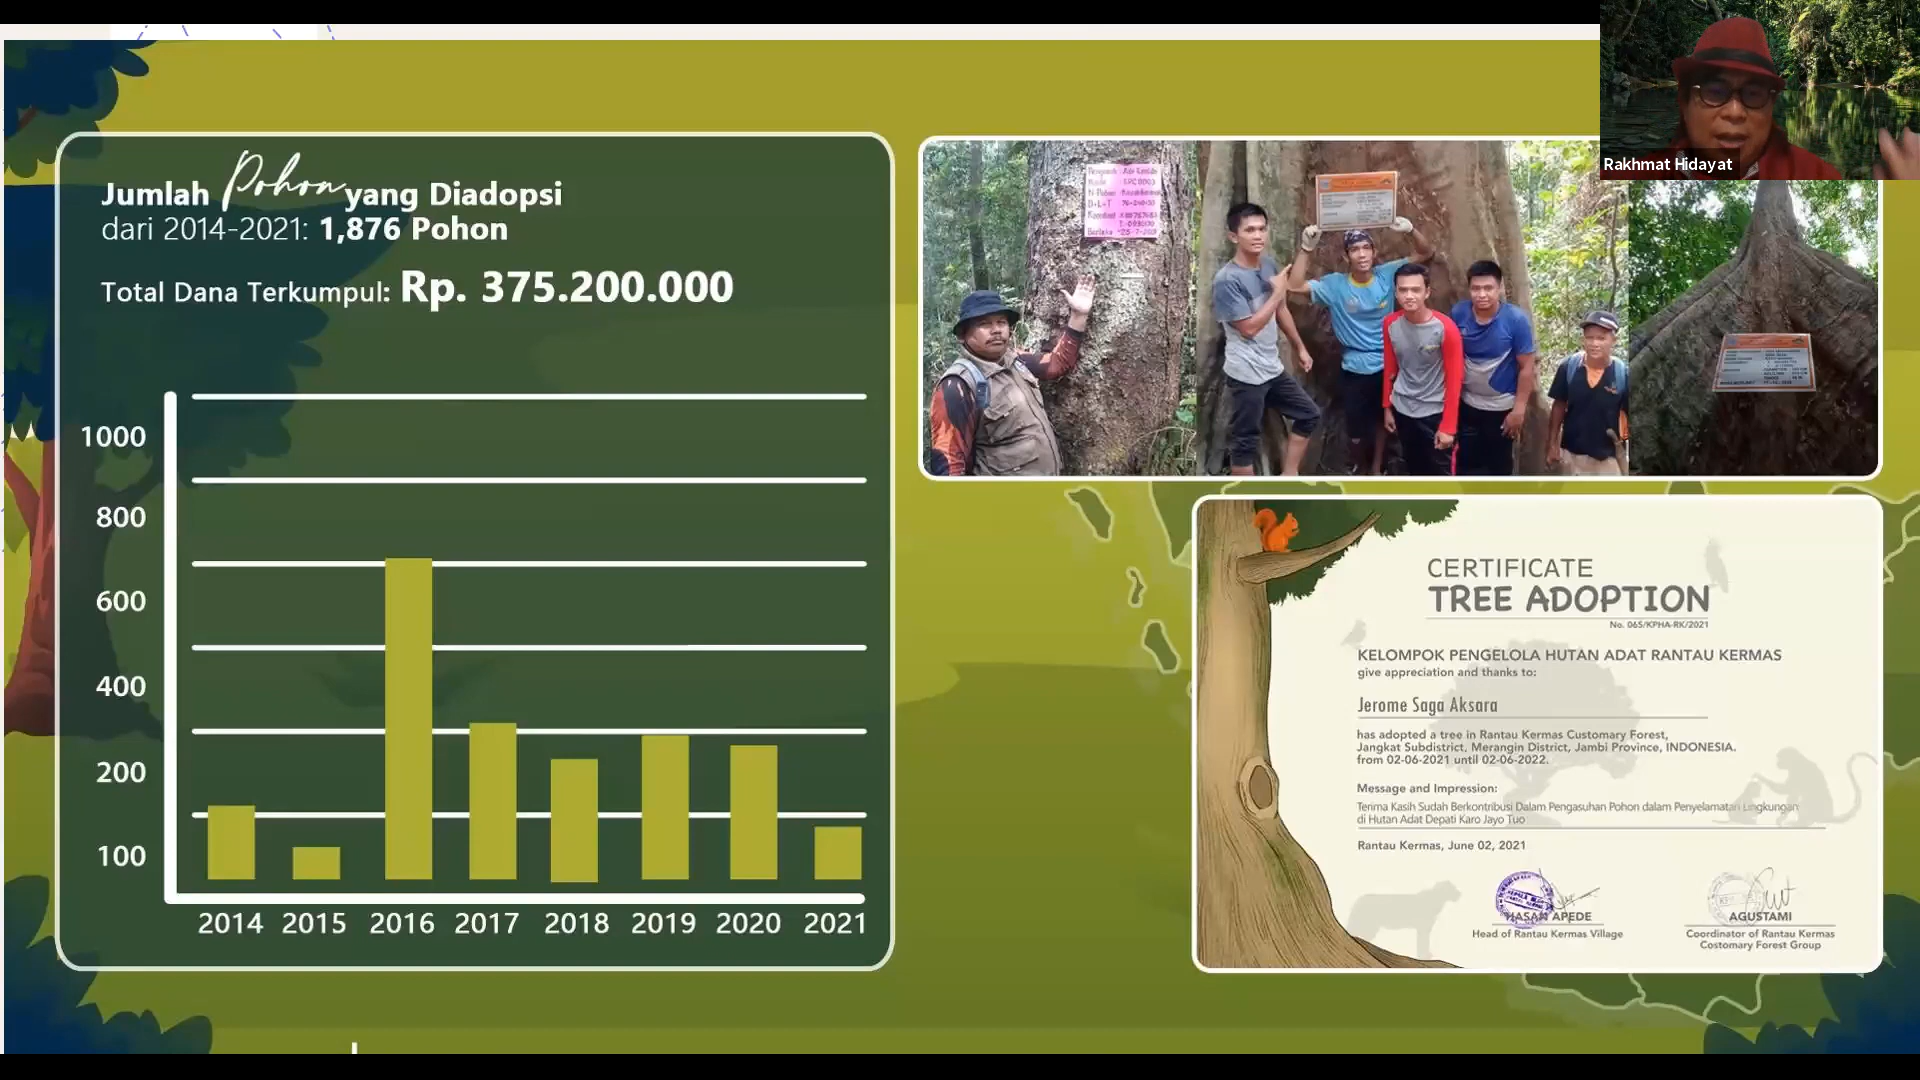 Jumlah Pohon yang Diadopsi
dari 2014-2021: 1,876 Pohon
Total Dana Terkumpul: Rp. 375.200.000
1000
800
600
400
200
100
2014 2015 2016 2017 2018 2019 2020 2021
Rakhmat Hidayat
CERTIFICATE
TREE ADOPTION
No. 065/KPHA-RK/2021
KELOMPOK PENGELOLA HUTAN ADAT RANTAU KERMAS
give appreciation and thanks to:
Jerome Saga Aksara
has adopted a tree in Rantau Kermas Customary Forest,
Jangkat Subdistrict, Merangin District, Jambi Province, INDONESIA.
from 02-06-2021 until 02-06-2022.
Message and Impression:
Terima Kasih Sudah Berkontribusi Dalam Pengasuhan Pohon dalam Penyelamatan Lingkungan
di Hutan Adat Depati Karo Jayo Tuo
Rantau Kermas, June 02, 2021
HASAN APEDE
Head of Rantau Kermas Village
AGUSTAMI
Coordinator of Rantau Kermas
Costomary Forest Group